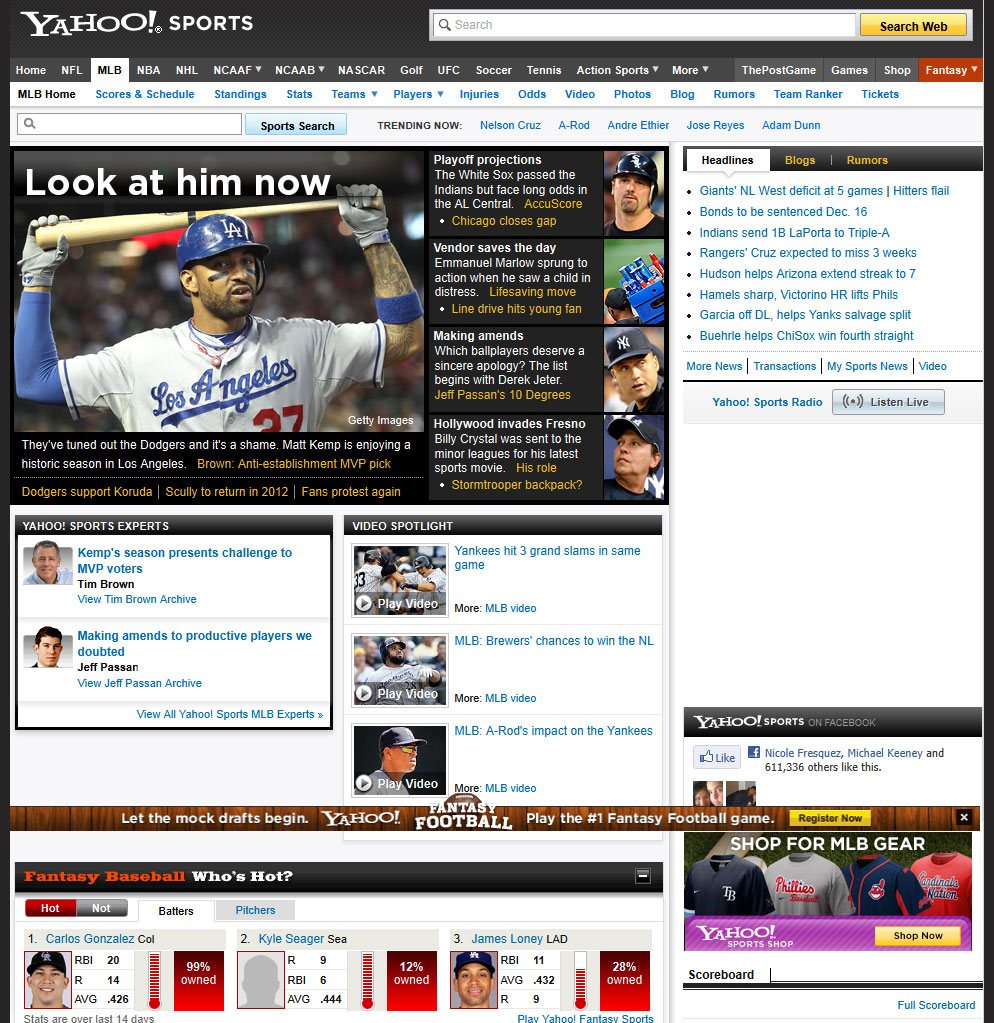 YAHOO!® SPORTS
Search
Search Web
Home NFL MLB NBA NHL NCAAF NCAAB NASCAR Golf UFC Soccer Tennis Action Sports More ThePostGame Games Shop Fantasy
MLB Home Scores & Schedule Standings Stats Teams Players Injuries Odds Video Photos Blog Rumors Team Ranker Tickets
Sports Search
TRENDING NOW: Nelson Cruz A-Rod Andre Ethier Jose Reyes Adam Dunn
Look at him now
LA
Los Angeles
27
Getty Images
They've tuned out the Dodgers and it's a shame. Matt Kemp is enjoying a
historic season in Los Angeles. Brown: Anti-establishment MVP pick
Dodgers support Koruda | Scully to return in 2012 | Fans protest again
Playoff projections
The White Sox passed the
Indians but face long odds in
the AL Central. AccuScore
• Chicago closes gap
Vendor saves the day
Emmanuel Marlow sprung to
action when he saw a child in
distress. Lifesaving move
• Line drive hits young fan
Making amends
Which ballplayers deserve a
sincere apology? The list
begins with Derek Jeter.
Jeff Passan's 10 Degrees
Hollywood invades Fresno
Billy Crystal was sent to the
minor leagues for his latest
sports movie. His role
• Stormtrooper backpack?
Headlines Blogs | Rumors
• Giants' NL West deficit at 5 games | Hitters flail
• Bonds to be sentenced Dec. 16
• Indians send 1B LaPorta to Triple-A
• Rangers' Cruz expected to miss 3 weeks
• Hudson helps Arizona extend streak to 7
• Hamels sharp, Victorino HR lifts Phils
• Garcia off DL, helps Yanks salvage split
• Buehrle helps ChiSox win fourth straight
More News | Transactions | My Sports News | Video
Yahoo! Sports Radio Listen Live
YAHOO! SPORTS EXPERTS
Kemp's season presents challenge to
MVP voters
Tim Brown
View Tim Brown Archive
Making amends to productive players we
doubted
Jeff Passan
View Jeff Passan Archive
View All Yahoo! Sports MLB Experts »
VIDEO SPOTLIGHT
Yankees hit 3 grand slams in same
game
33
Play Video
More: MLB video
MLB: Brewers' chances to win the NL
Play Video
More: MLB video
MLB: A-Rod's impact on the Yankees
Play Video
More: MLB video
YAHOO! SPORTS ON FACEBOOK
Like
Nicole Fresquez, Michael Keeney and
611,336 others like this.
Let the mock drafts begin. YAHOO! FANTASY FOOTBALL Play the #1 Fantasy Football game. Register Now
SHOP FOR MLB GEAR
TB
Phillies
Baseball
Cardinals
Nation
YAHOO!
SPORTS SHOP
Shop Now
Fantasy Baseball Who's Hot?
Hot Not Batters Pitchers
1. Carlos Gonzalez Col
RBI 20
R 14
AVG .426
99%
owned
2. Kyle Seager Sea
R 9
RBI 6
AVG .444
12%
owned
3. James Loney LAD
RBI 11
AVG .432
R 9
28%
owned
Stats are over last 14 days
Play Yahoo! Fantasy Sports
Scoreboard
Full Scoreboard